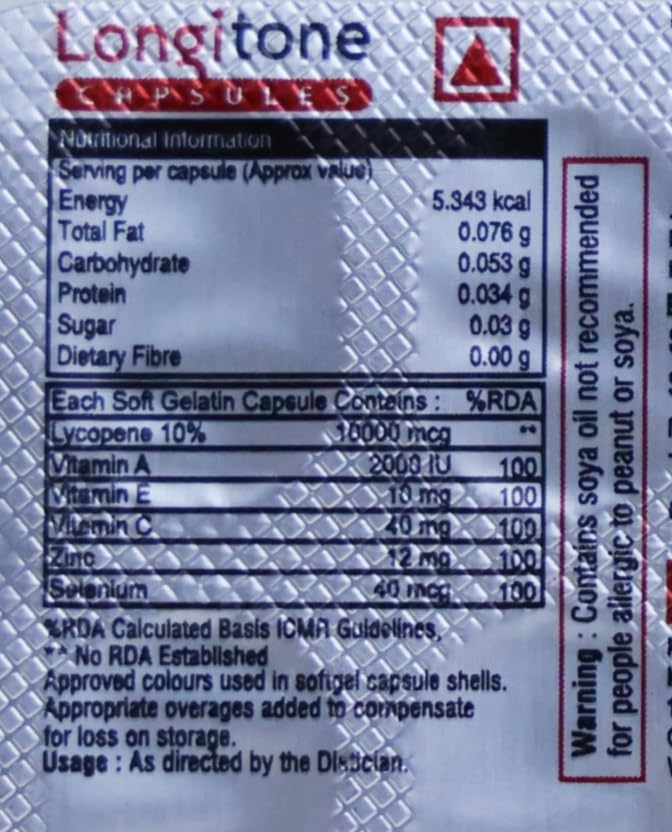 Longitone
CAPSULES
Nutritional Information
Serving per capsule (Approx value)
Energy 5.343 kcal
Total Fat 0.076 g
Carbohydrate 0.053 g
Protein 0.034 g
Sugar 0.03 g
Dietary Fibre 0.00 g
Each Soft Gelatin Capsule Contains : %RDA
Lycopene 10% 10000 mcg **
Vitamin A 2000 IU 100
Vitamin E 10 mg 100
Vitamin C 40 mg 100
Zinc 12 mg 100
Selenium 40 mcg 100
%RDA Calculated Basis ICMR Guidelines,
** No RDA Established
Approved colours used in softgel capsule shells.
Appropriate overages added to compensate
for loss on storage.
Usage : As directed by the Dietician.
Warning : Contains soya oil not recommended
for people allergic to peanut or soya.